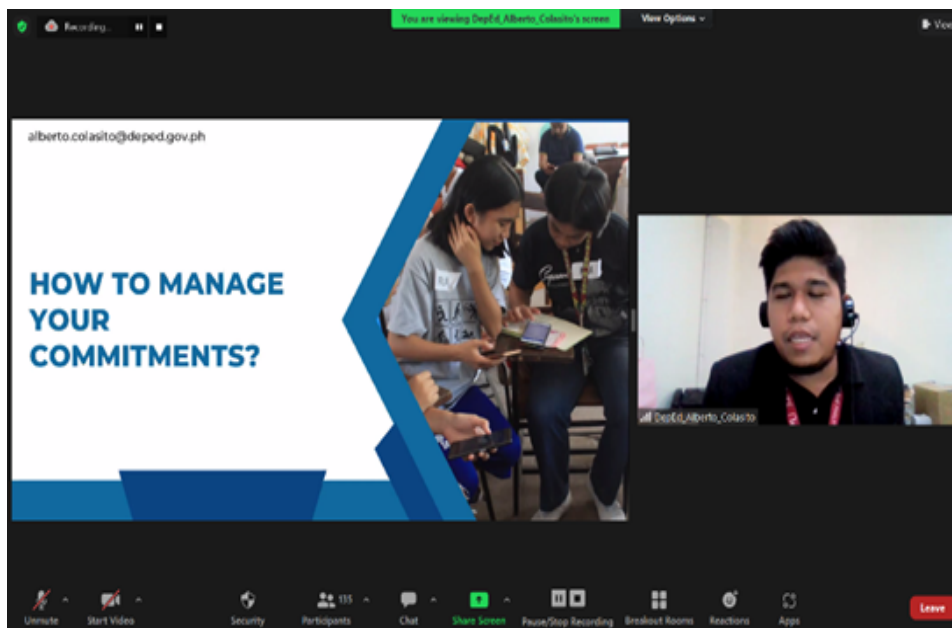 Recording...
You are viewing DepEd_Alberto_Colasito's screen
View Options
View
alberto.colasito@deped.gov.ph
HOW TO MANAGE
YOUR
COMMITMENTS?
DepEd_Alberto_Colasito
Unmute
Start Video
Security
Participants
135
Chat
Share Screen
Pause/Stop Recording
Breakout Rooms
Reactions
Apps
Leave